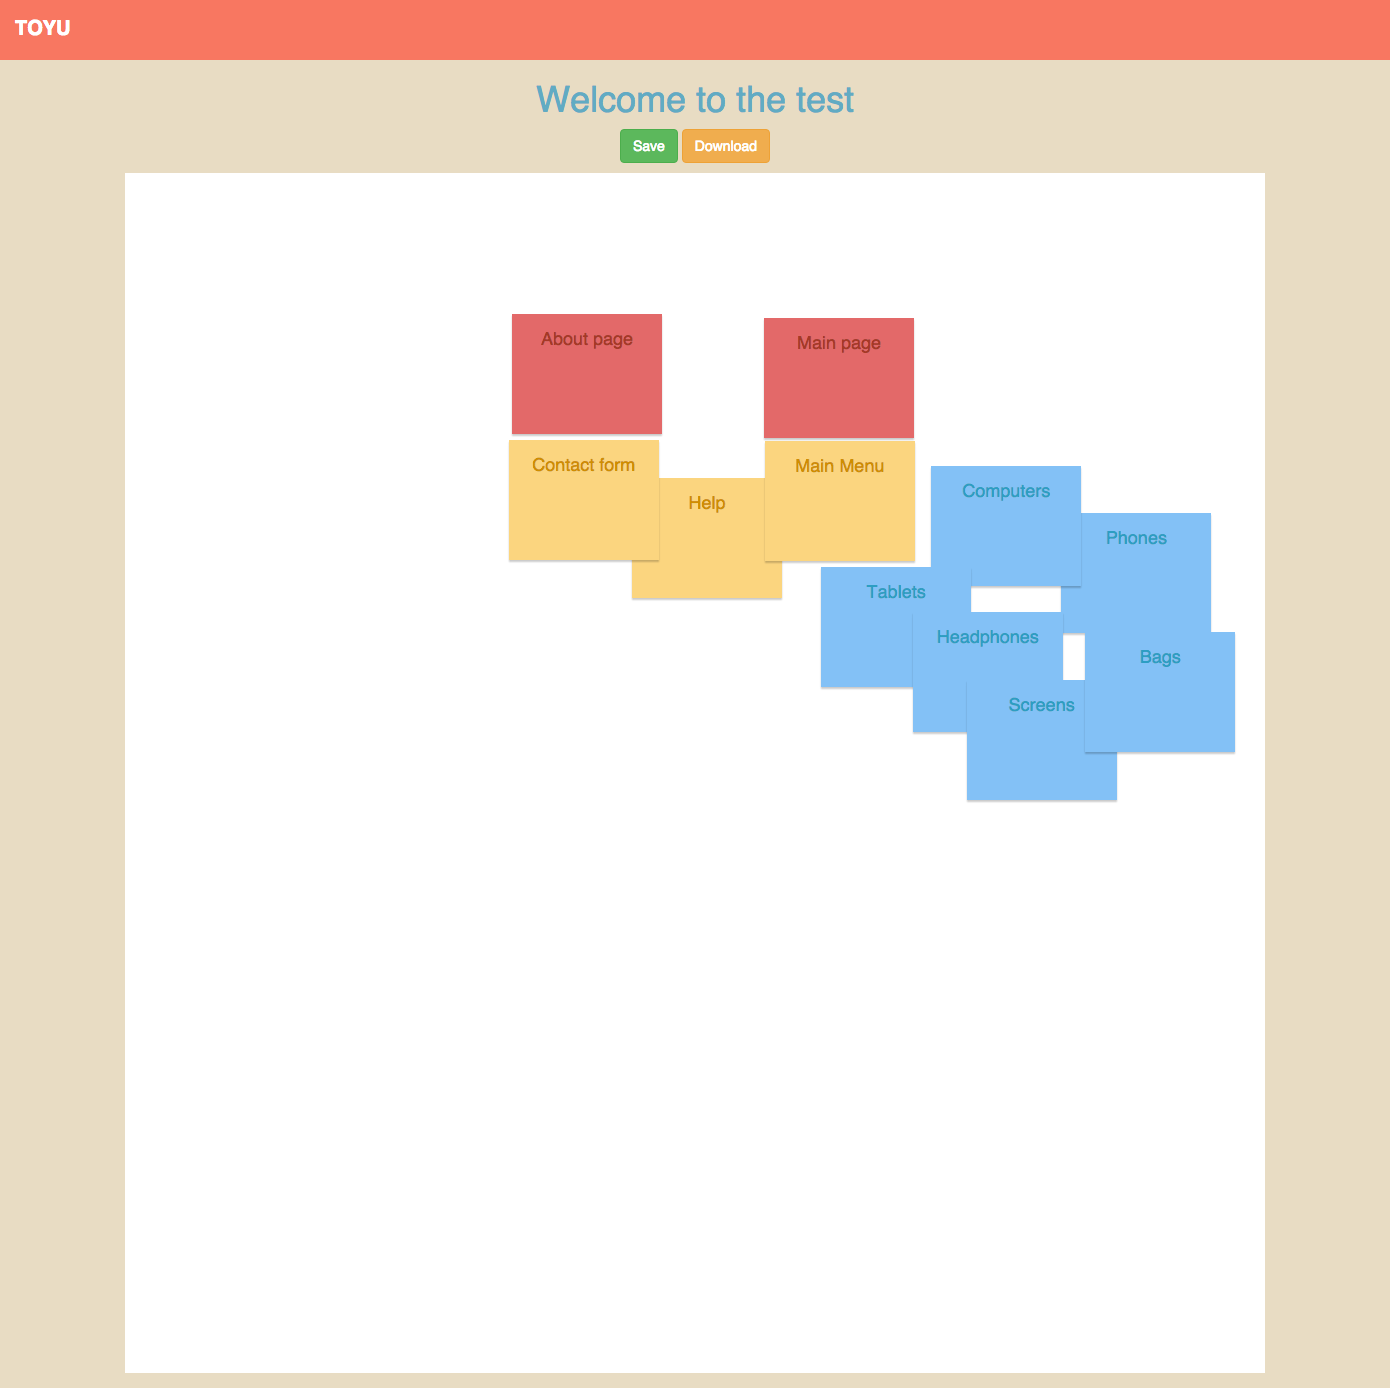 TOYU
Welcome to the test
Save
Download
About page
Main page
Contact form
Main Menu
Help
Computers
Phones
Tablets
Headphones
Bags
Screens